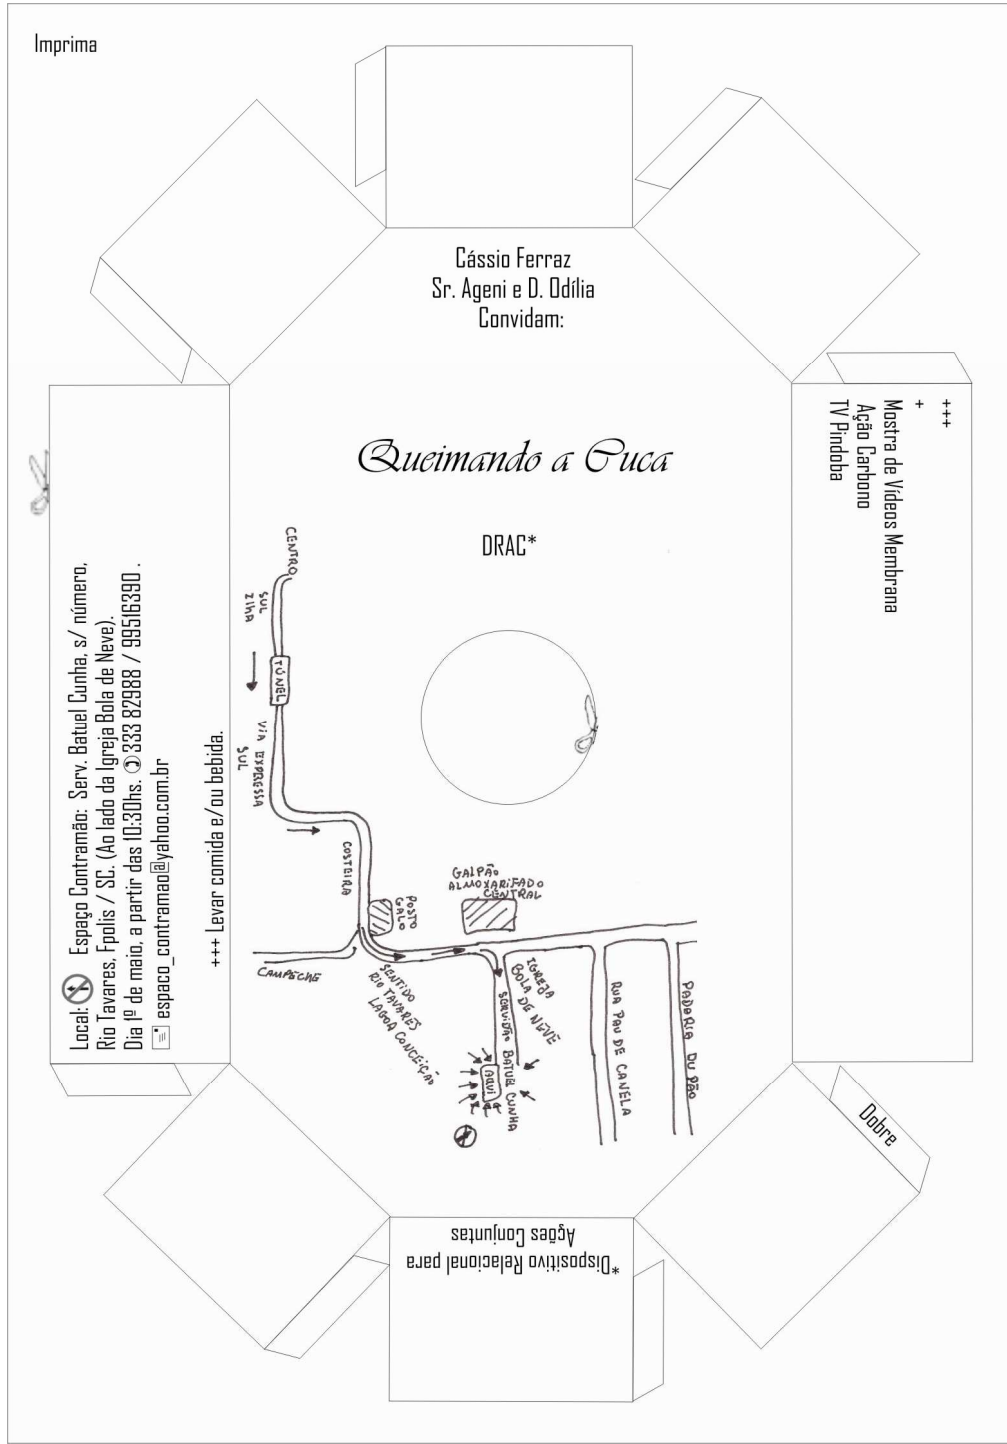 Imprima
Cássio Ferraz
Sr. Ageni e D. Odília
Convidam:
Queimando a Cuca
DRAC*
+++
+
Mostra de Vídeos Membrana
Ação Carbono
TV Pindoba
Local: Espaço Contramão: Serv. Batuel Cunha, s/ número,
Rio Tavares, Fpolis / SC. (Ao lado da Igreja Bola de Neve).
Dia 1º de maio, a partir das 10:30hs. 333 82988 / 99516390 .
espaco_contramao@yahoo.com.br
+++ Levar comida e/ou bebida.
CENTRO
SUL
TÚNEL
VIA EXPRESSA
SUL
COSTEIRA
POSTO
GALO
GALPÃO
ALMOXARIFADO
CENTRAL
CAMPECHE
SENTIDO
RIO TAVARES
LAGOA CONCEIÇÃO
IGREJA
BOLA DE NEVE
SERVIDÃO BATUEL CUNHA
AQUI
RUA PAU DE CANELA
PADARIA DU PÃO
Dobre
*Dispositivo Relacional para
Ações Conjuntas